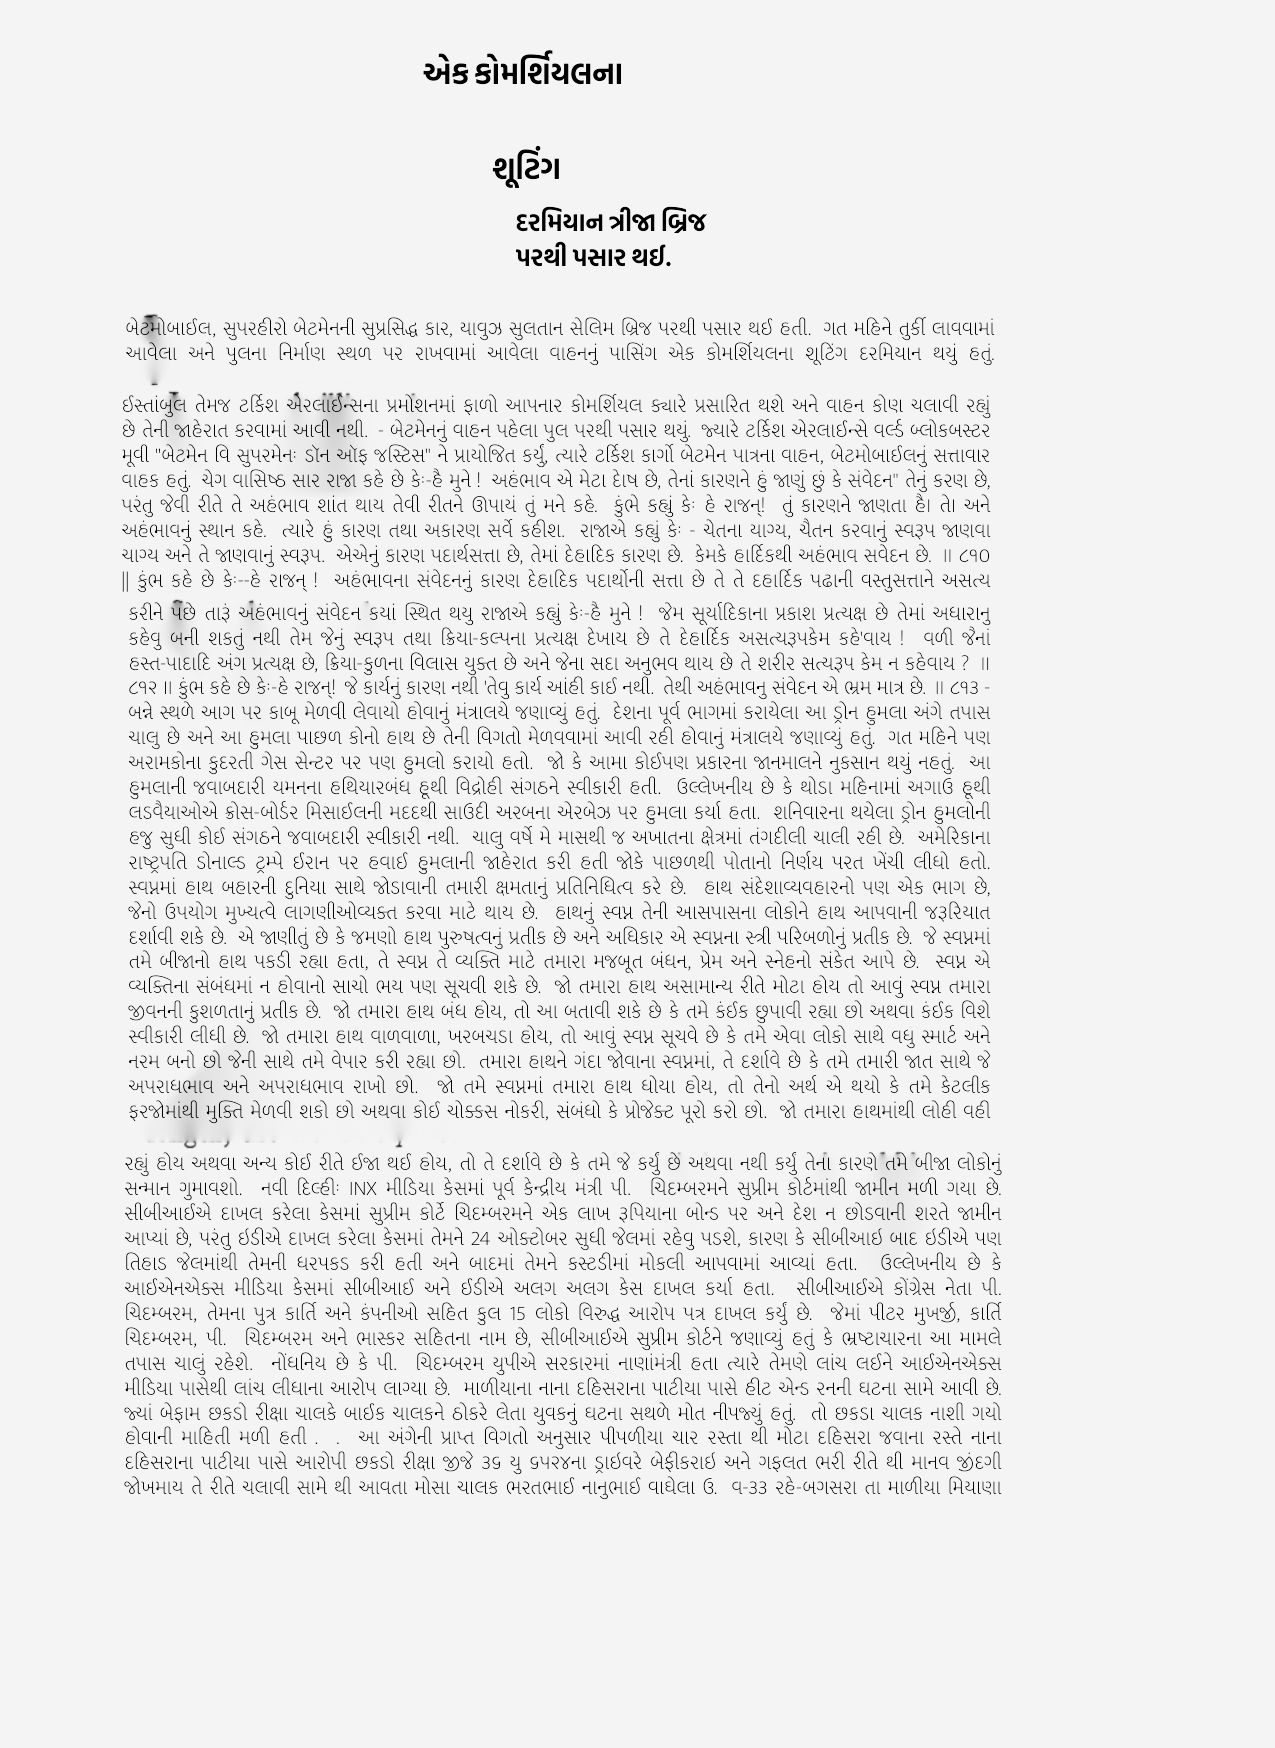 એક કોમર્શિયલના
શૂટિંગ
દરમિયાન ત્રીજા બ્રિજ
પરથી પસાર થઈ.
બેટમોબાઈલ, સુપરહીરો બેટમેનની સુપ્રસિદ્ધ કાર, યાવુઝ સુલતાન સેલિમ બ્રિજ પરથી પસાર થઈ હતી. ગત મહિને તુર્કી લાવવામાં
આવેલા અને પુલના નિર્માણ સ્થળ પર રાખવામાં આવેલા વાહનનું પાસિંગ એક કોમર્શિયલના શૂટિંગ દરમિયાન થયું હતું.
ઈસ્તાંબુલ તેમજ ટર્કિશ એરલાઈન્સના પ્રમોશનમાં ફાળો આપનાર કોમર્શિયલ ક્યારે પ્રસારિત થશે અને વાહન કોણ ચલાવી રહ્યું
છે તેની જાહેરાત કરવામાં આવી નથી. - બેટમેનનું વાહન પહેલા પુલ પરથી પસાર થયું. જ્યારે ટર્કિશ એરલાઈન્સે વર્લ્ડ બ્લોકબસ્ટર
મૂવી "બેટમેન વિ સુપરમેનઃ ડૉન ઑફ જસ્ટિસ" ને પ્રાયોજિત કર્યું, ત્યારે ટર્કિશ કાર્ગો બેટમેન પાત્રના વાહન, બેટમોબાઈલનું સત્તાવાર
વાહક હતું. ચેગ વાસિષ્ઠ સાર રાજા કહે છે કેઃ-હૈ મુને ! અહંભાવ એ મેટા દેાષ છે, તેનાં કારણને હું જાણું છું કે સંવેદન" તેનું કરણ છે,
પરંતુ જેવી રીતે તે અહંભાવ શાંત થાય તેવી રીતને ઊપાયં તું મને કહે. કુંભે કહ્યું કેઃ હે રાજન્! તું કારણને જાણતા હૈ। તે। અને
અહંભાવનું સ્થાન કહે. ત્યારે હું કારણ તથા અકારણ સર્વે કહીશ. રાજાએ કહ્યું કેઃ - ચેતના યાગ્ય, ચૈતન કરવાનું સ્વરૂપ જાણવા
ચાગ્ય અને તે જાણવાનું સ્વરૂપ. એએનું કારણ પદાર્થસત્તા છે, તેમાં દેહાદિક કારણ છે. કેમકે હાર્દિકથી અહંભાવ સવેદન છે. ॥ ૮૧૦
|| કુંભ કહે છે કેઃ--હે રાજન્ ! અહંભાવના સંવેદનનું કારણ દેહાદિક પદાર્થોની સત્તા છે તે તે દહાર્દિક પઢાની વસ્તુસત્તાને અસત્ય
કરીને પછે તારૂં અહંભાવનું સંવેદન કયાં સ્થિત થયુ રાજાએ કહ્યું કેઃ-હૈ મુને ! જેમ સૂર્યાદિકાના પ્રકાશ પ્રત્યક્ષ છે તેમાં અધારાનુ
કહેવુ બની શકતું નથી તેમ જેનું સ્વરૂપ તથા ક્રિયા-કલ્પના પ્રત્યક્ષ દેખાય છે તે દેહાર્દિક અસત્યરૂપકેમ કહે'વાય ! વળી જૈનાં
હસ્ત-પાદાદિ અંગ પ્રત્યક્ષ છે, ક્રિયા-કુળના વિલાસ યુક્ત છે અને જેના સદા અનુભવ થાય છે તે શરીર સત્યરૂપ કેમ ન કહેવાય ? ॥
૮૧૨ ॥ કુંભ કહે છે કેઃ-હે રાજન્! જે કાર્યનું કારણ નથી 'તેવુ કાર્ય આંહી કાઈ નથી. તેથી અહંભાવનુ સંવેદન એ ભ્રમ માત્ર છે. ॥ ૮૧૩ -
બન્ને સ્થળે આગ પર કાબૂ મેળવી લેવાયો હોવાનું મંત્રાલયે જણાવ્યું હતું. દેશના પૂર્વ ભાગમાં કરાયેલા આ ડ્રોન હુમલા અંગે તપાસ
ચાલુ છે અને આ હુમલા પાછળ કોનો હાથ છે તેની વિગતો મેળવવામાં આવી રહી હોવાનું મંત્રાલયે જણાવ્યું હતું. ગત મહિને પણ
અરામકોના કુદરતી ગેસ સેન્ટર પર પણ હુમલો કરાયો હતો. જો કે આમા કોઈપણ પ્રકારના જાનમાલને નુકસાન થયું નહતું. આ
હુમલાની જવાબદારી યમનના હથિયારબંધ હૂથી વિદ્રોહી સંગઠને સ્વીકારી હતી. ઉલ્લેખનીય છે કે થોડા મહિનામાં અગાઉ હૂથી
લડવૈયાઓએ ક્રોસ-બોર્ડર મિસાઈલની મદદથી સાઉદી અરબના એરબેઝ પર હુમલા કર્યા હતા. શનિવારના થયેલા ડ્રોન હુમલોની
હજુ સુધી કોઈ સંગઠને જવાબદારી સ્વીકારી નથી. ચાલુ વર્ષે મે માસથી જ અખાતના ક્ષેત્રમાં તંગદીલી ચાલી રહી છે. અમેરિકાના
રાષ્ટ્રપતિ ડોનાલ્ડ ટ્રમ્પે ઈરાન પર હવાઈ હુમલાની જાહેરાત કરી હતી જોકે પાછળથી પોતાનો નિર્ણય પરત ખેંચી લીધો હતો.
સ્વપ્નમાં હાથ બહારની દુનિયા સાથે જોડાવાની તમારી ક્ષમતાનું પ્રતિનિધિત્વ કરે છે. હાથ સંદેશાવ્યવહારનો પણ એક ભાગ છે,
જેનો ઉપયોગ મુખ્યત્વે લાગણીઓવ્યક્ત કરવા માટે થાય છે. હાથનું સ્વપ્ન તેની આસપાસના લોકોને હાથ આપવાની જરૂરિયાત
દર્શાવી શકે છે. એ જાણીતું છે કે જમણો હાથ પુરુષત્વનું પ્રતીક છે અને અધિકાર એ સ્વપ્નના સ્ત્રી પરિબળોનું પ્રતીક છે. જે સ્વપ્નમાં
તમે બીજાનો હાથ પકડી રહ્યા હતા, તે સ્વપ્ન તે વ્યક્તિ માટે તમારા મજબૂત બંધન, પ્રેમ અને સ્નેહનો સંકેત આપે છે. સ્વપ્ન એ
વ્યક્તિના સંબંધમાં ન હોવાનો સાચો ભય પણ સૂચવી શકે છે. જો તમારા હાથ અસામાન્ય રીતે મોટા હોય તો આવું સ્વપ્ન તમારા
જીવનની કુશળતાનું પ્રતીક છે. જો તમારા હાથ બંધ હોય, તો આ બતાવી શકે છે કે તમે કંઈક છુપાવી રહ્યા છો અથવા કંઈક વિશે
સ્વીકારી લીધી છે. જો તમારા હાથ વાળવાળા, ખરબચડા હોય, તો આવું સ્વપ્ન સૂચવે છે કે તમે એવા લોકો સાથે વધુ સ્માર્ટ અને
નરમ બનો છો જેની સાથે તમે વેપાર કરી રહ્યા છો. તમારા હાથને ગંદા જોવાના સ્વપ્નમાં, તે દર્શાવે છે કે તમે તમારી જાત સાથે જે
અપરાધભાવ અને અપરાધભાવ રાખો છો. જો તમે સ્વપ્નમાં તમારા હાથ ધોયા હોય, તો તેનો અર્થ એ થયો કે તમે કેટલીક
ફરજોમાંથી મુક્તિ મેળવી શકો છો અથવા કોઈ ચોક્કસ નોકરી, સંબંધો કે પ્રોજેક્ટ પૂરો કરો છો. જો તમારા હાથમાંથી લોહી વહી
રહ્યું હોય અથવા અન્ય કોઈ રીતે ઈજા થઈ હોય, તો તે દર્શાવે છે કે તમે જે કર્યું છે અથવા નથી કર્યું તેના કારણે તમે બીજા લોકોનું
સન્માન ગુમાવશો. નવી દિલ્હીઃ INX મીડિયા કેસમાં પૂર્વ કેન્દ્રીય મંત્રી પી. ચિદમ્બરમને સુપ્રીમ કોર્ટમાંથી જામીન મળી ગયા છે.
સીબીઆઈએ દાખલ કરેલા કેસમાં સુપ્રીમ કોર્ટે ચિદમ્બરમને એક લાખ રૂપિયાના બોન્ડ પર અને દેશ ન છોડવાની શરતે જામીન
આપ્યાં છે, પરંતુ ઇડીએ દાખલ કરેલા કેસમાં તેમને 24 ઓક્ટોબર સુધી જેલમાં રહેવુ પડશે, કારણ કે સીબીઆઇ બાદ ઇડીએ પણ
તિહાડ જેલમાંથી તેમની ધરપકડ કરી હતી અને બાદમાં તેમને કસ્ટડીમાં મોકલી આપવામાં આવ્યાં હતા. ઉલ્લેખનીય છે કે
આઈએનએક્સ મીડિયા કેસમાં સીબીઆઈ અને ઈડીએ અલગ અલગ કેસ દાખલ કર્યા હતા. સીબીઆઈએ કોંગ્રેસ નેતા પી.
ચિદમ્બરમ, તેમના પુત્ર કાર્તિ અને કંપનીઓ સહિત કુલ 15 લોકો વિરુદ્ધ આરોપ પત્ર દાખલ કર્યું છે. જેમાં પીટર મુખર્જી, કાર્તિ
ચિદમ્બરમ, પી. ચિદમ્બરમ અને ભાસ્કર સહિતના નામ છે, સીબીઆઈએ સુપ્રીમ કોર્ટને જણાવ્યું હતું કે ભ્રષ્ટાચારના આ મામલે
તપાસ ચાલું રહેશે. નોંધનિય છે કે પી. ચિદમ્બરમ યુપીએ સરકારમાં નાણાંમંત્રી હતા ત્યારે તેમણે લાંચ લઈને આઈએનએક્સ
મીડિયા પાસેથી લાંચ લીધાના આરોપ લાગ્યા છે. માળીયાના નાના દહિસરાના પાટીયા પાસે હીટ એન્ડ રનની ઘટના સામે આવી છે.
જ્યાં બેફામ છકડો રીક્ષા ચાલકે બાઈક ચાલકને ઠોકરે લેતા યુવકનું ઘટના સથળે મોત નીપજ્યું હતું. તો છકડા ચાલક નાશી ગયો
હોવાની માહિતી મળી હતી . . આ અંગેની પ્રાપ્ત વિગતો અનુસાર પીપળીયા ચાર રસ્તા થી મોટા દહિસરા જવાના રસ્તે નાના
દહિસરાના પાટીયા પાસે આરોપી છકડો રીક્ષા જીજે ૩૬ યુ ૬૫૨૪ના ડ્રાઇવરે બેફીકરાઇ અને ગફલત ભરી રીતે થી માનવ જીંદગી
જોખમાય તે રીતે ચલાવી સામે થી આવતા મોસા ચાલક ભરતભાઈ નાનુભાઈ વાઘેલા ઉ. વ-૩૩ રહે-બગસરા તા માળીયા મિયાણા